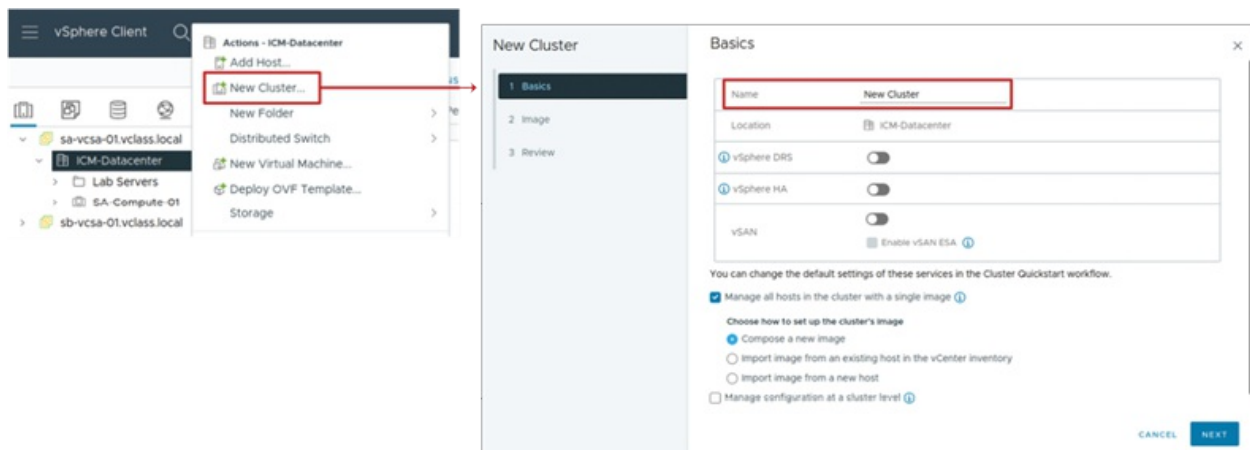 vSphere Client
Actions - ICM-Datacenter
Add Host...
New Cluster...
New Folder
Distributed Switch
New Virtual Machine...
Deploy OVF Template...
Storage
sa-vcsa-01.vclass.local
ICM-Datacenter
Lab Servers
SA-Compute-01
sb-vcsa-01.vclass.local
New Cluster
1 Basics
2 Image
3 Review
Basics
Name New Cluster
Location ICM-Datacenter
vSphere DRS
vSphere HA
vSAN
Enable vSAN ESA
You can change the default settings of these services in the Cluster Quickstart workflow.
Manage all hosts in the cluster with a single image
Choose how to set up the cluster's image
Compose a new image
Import image from an existing host in the vCenter inventory
Import image from a new host
Manage configuration at a cluster level
CANCEL NEXT